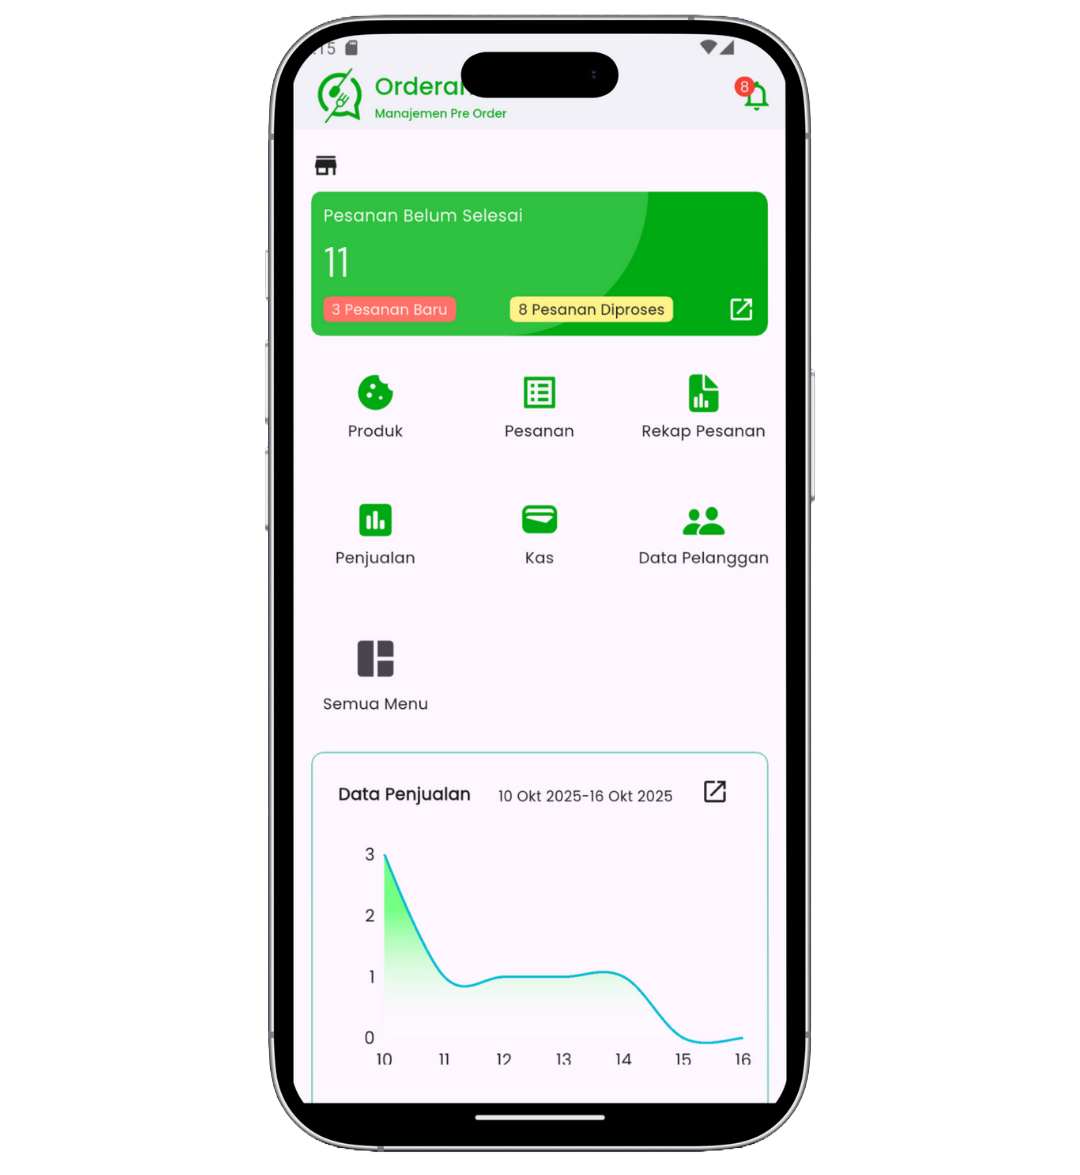 15
Orderan
Manajemen Pre Order
8
Pesanan Belum Selesai
11
3 Pesanan Baru
8 Pesanan Diproses
Produk
Pesanan
Rekap Pesanan
Penjualan
Kas
Data Pelanggan
Semua Menu
Data Penjualan
10 Okt 2025-16 Okt 2025
3
2
1
0
10 11 12 13 14 15 16